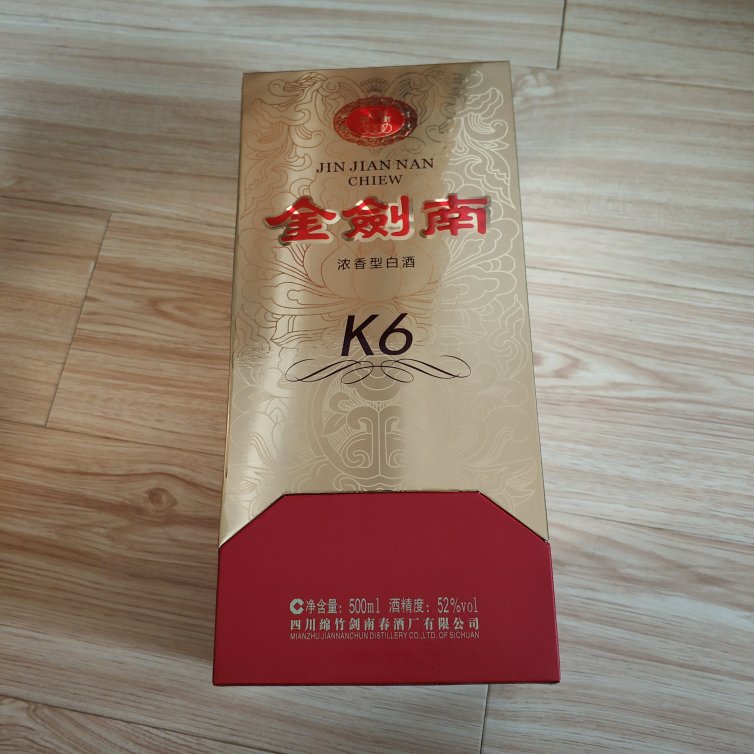 JIN JIAN NAN
CHIEW
金劍南
浓香型白酒
K6
净含量：500ml 酒精度：52%vol
四川绵竹剑南春酒厂有限公司
MIANZHU JIANNANCHUN DISTILLERY CO.,LTD. OF SICHUAN